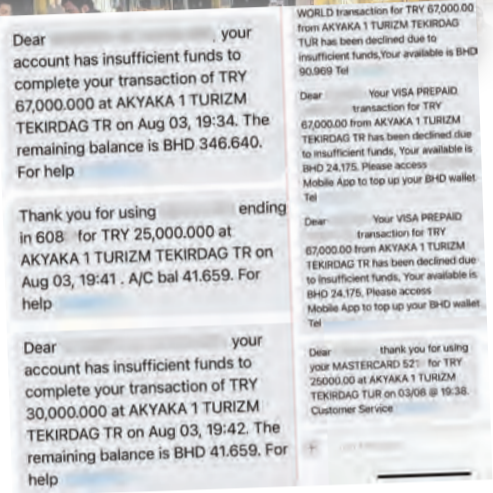 Dear , your
account has insufficient funds to
complete your transaction of TRY
67,000.000 at AKYAKA 1 TURIZM
TEKIRDAG TR on Aug 03, 19:34. The
remaining balance is BHD 346.640.
For help
Thank you for using ending
in 608 for TRY 25,000.000 at
AKYAKA 1 TURIZM TEKIRDAG TR on
Aug 03, 19:41 . A/C bal 41.659. For
help
Dear your
account has insufficient funds to
complete your transaction of TRY
30,000.000 at AKYAKA 1 TURIZM
TEKIRDAG TR on Aug 03, 19:42. The
remaining balance is BHD 41.659. For
help
WORLD transaction for TRY 67,000.00
from AKYAKA 1 TURIZM TEKIRDAG
TUR has been declined due to
insufficient funds,Your available is BHD
90.969 Tel
Dear Your VISA PREPAID
transaction for TRY
67,000.00 from AKYAKA 1 TURIZM
TEKIRDAG TR has been declined due
to insufficient funds, Your available is
BHD 24.175. Please access
Mobile App to top up your BHD wallet
Tel
Dear Your VISA PREPAID
transaction for TRY
67,000.00 from AKYAKA 1 TURIZM
TEKIRDAG TR has been declined due
to insufficient funds, Your available is
BHD 24.175. Please access
Mobile App to top up your BHD wallet
Tel
Dear thank you for using
your MASTERCARD 521 for TRY
25000.00 at AKYAKA 1 TURIZM
TEKIRDAG TUR on 03/08 @ 19:38.
Customer Service